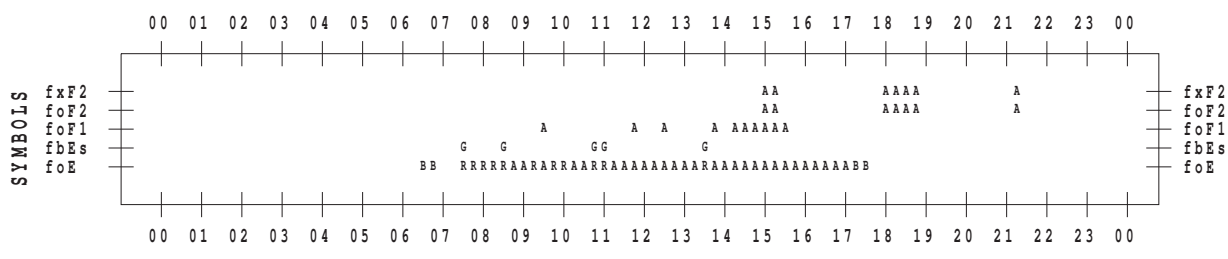 00 01 02 03 04 05 06 07 08 09 10 11 12 13 14 15 16 17 18 19 20 21 22 23 00
SYMBOLS
fxF2 AA AAAA A fxF2
foF2 AA AAAA A foF2
foF1 A A A A AAAAAA foF1
fbEs G G GG G fbEs
foE BB RRRRRAARARRAARRAAAAAAAAARAAAAAAAAAAAAAABB foE
00 01 02 03 04 05 06 07 08 09 10 11 12 13 14 15 16 17 18 19 20 21 22 23 00